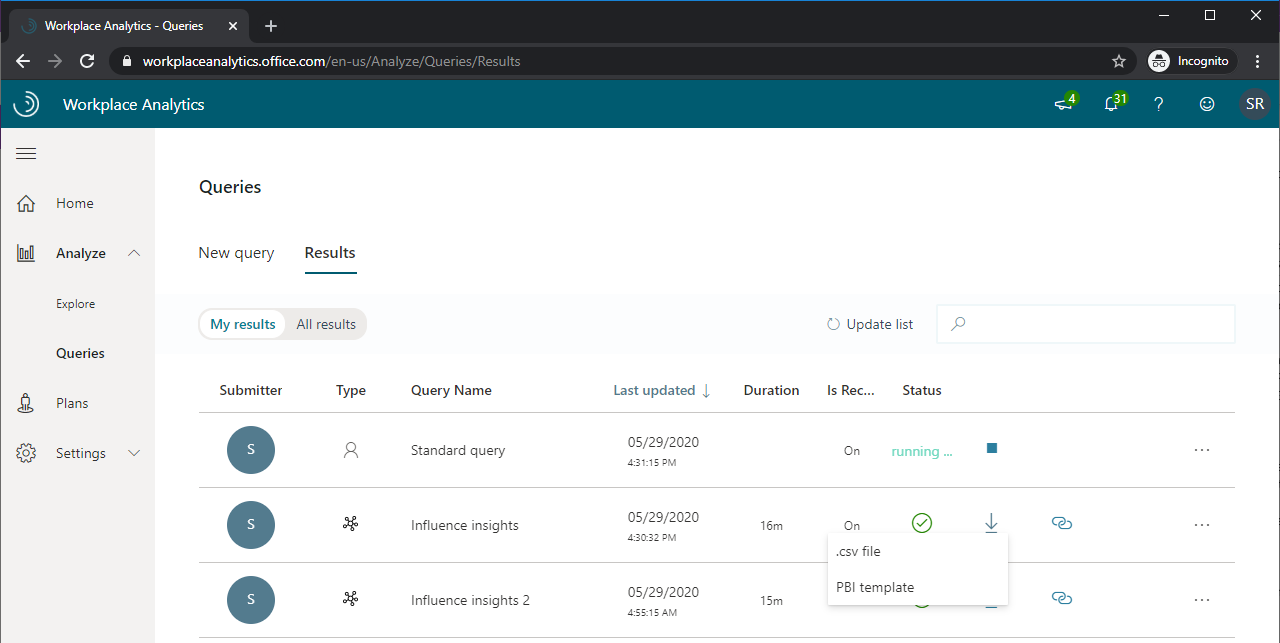 Workplace Analytics - Queries
workplaceanalytics.office.com/en-us/Analyze/Queries/Results
Incognito
Workplace Analytics
4
31
?
SR
Home
Queries
Analyze
New query
Results
Explore
My results
All results
Update list
Queries
Submitter
Type
Query Name
Last updated ↓
Duration
Is Rec...
Status
Plans
Settings
S
Standard query
05/29/2020
4:31:15 PM
On
running ...
...
S
Influence insights
05/29/2020
4:30:32 PM
16m
On
...
.csv file
PBI template
S
Influence insights 2
05/29/2020
4:55:15 AM
15m
...